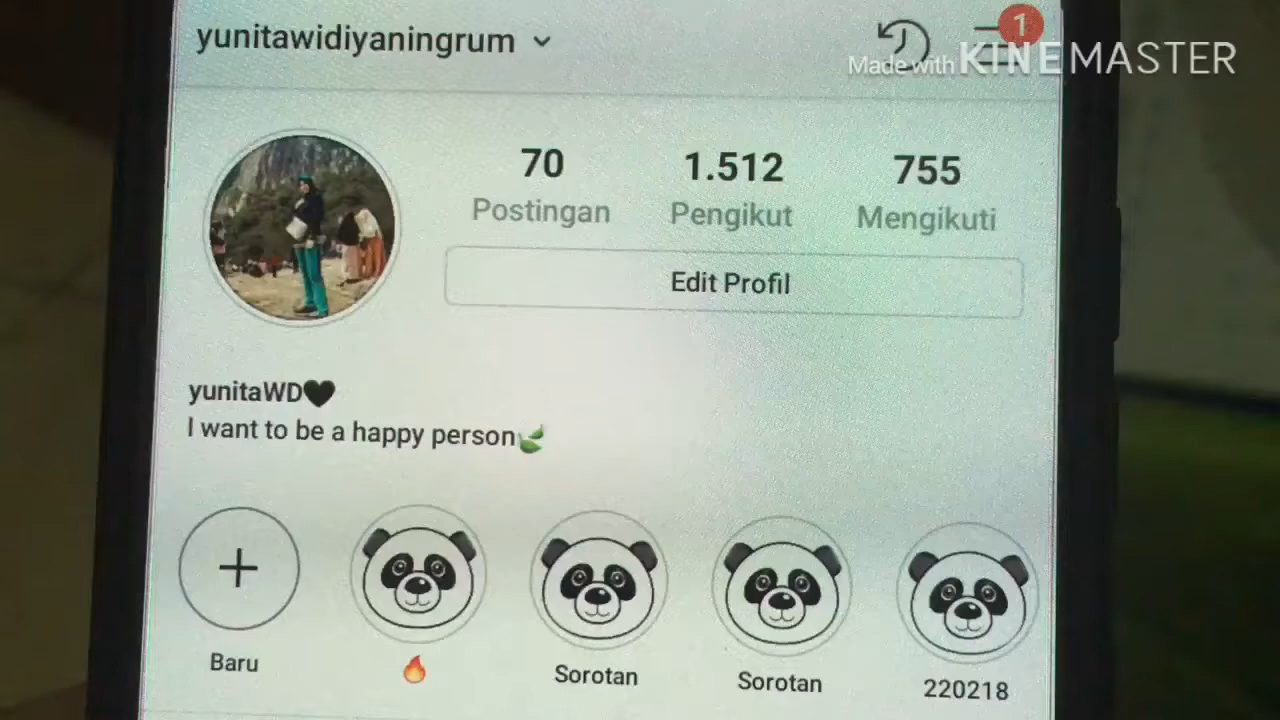 yunitawidiyaningrum
1
Made with KINEMASTER
70 1.512 755
Postingan Pengikut Mengikuti
Edit Profil
yunitaWD🖤
I want to be a happy person🍃
Baru 🔥 Sorotan Sorotan 220218